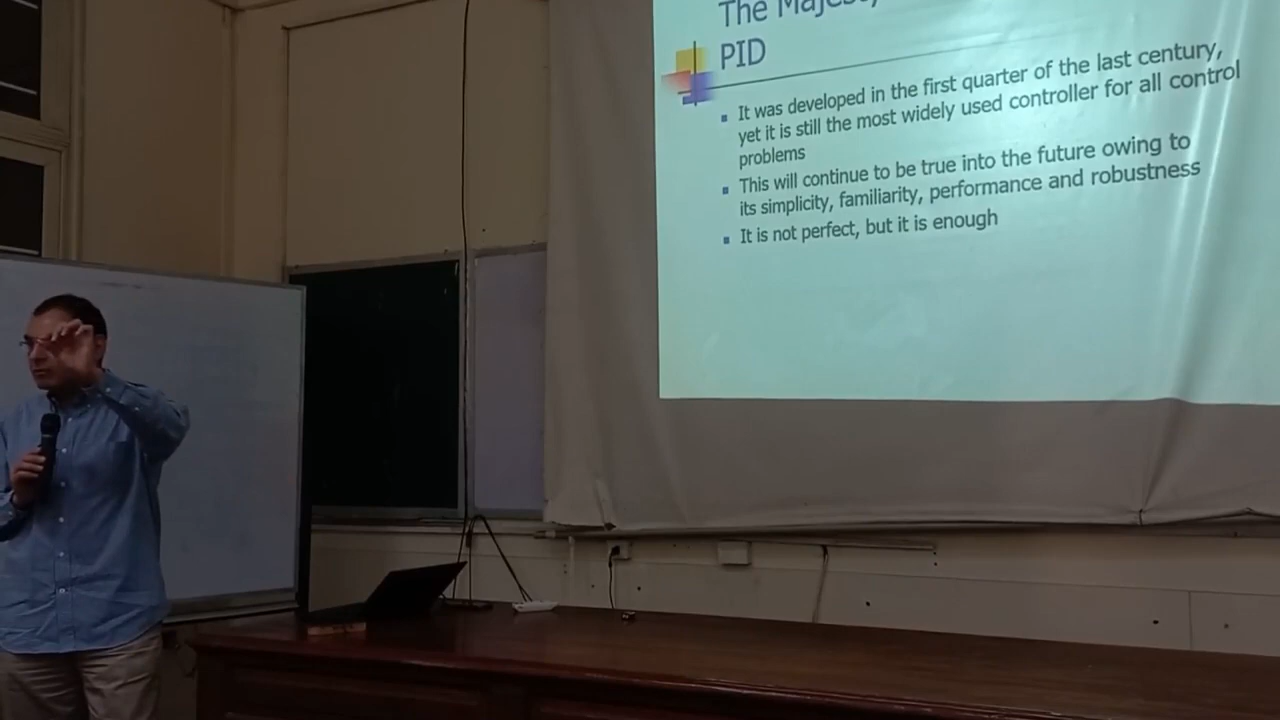 The Majesty
PID
It was developed in the first quarter of the last century,
yet it is still the most widely used controller for all control
problems
This will continue to be true into the future owing to
its simplicity, familiarity, performance and robustness
It is not perfect, but it is enough